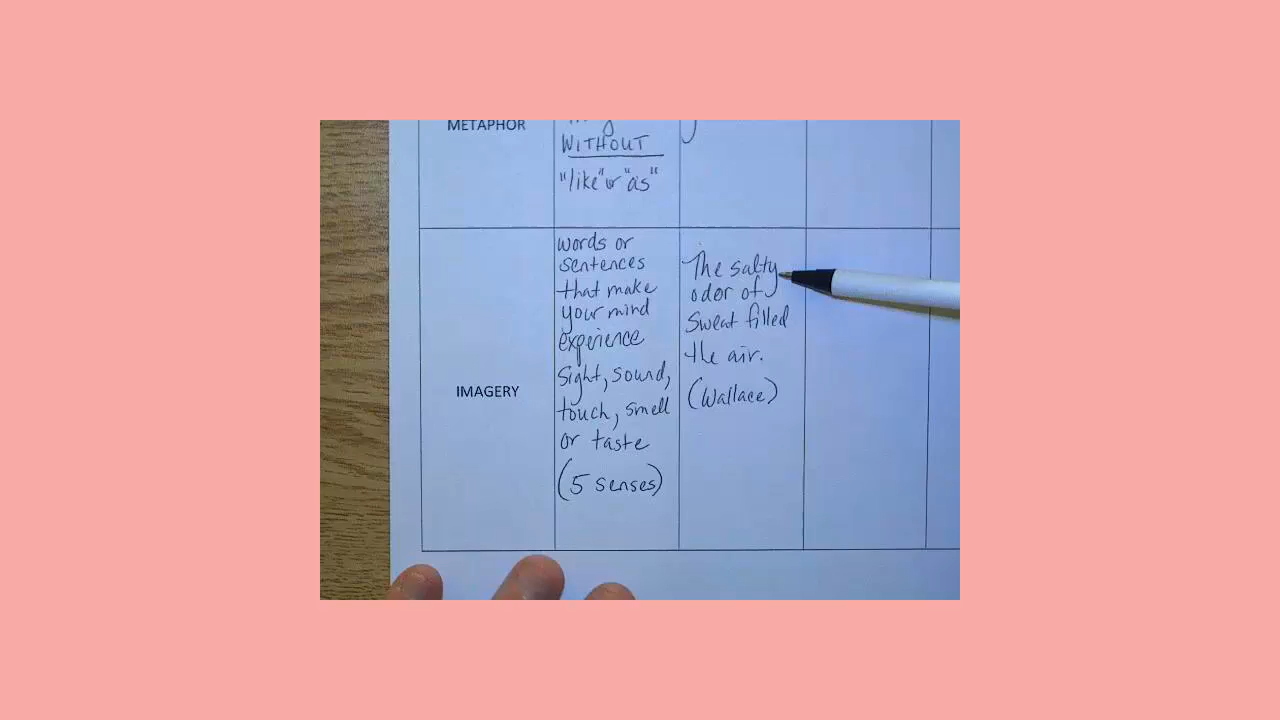 METAPHOR
WITHOUT
"like" or "as"
IMAGERY
words or
sentences
that make
your mind
experience
sight, sound,
touch, smell
or taste
(5 senses)
The salty
odor of
sweat filled
the air.
(Wallace)